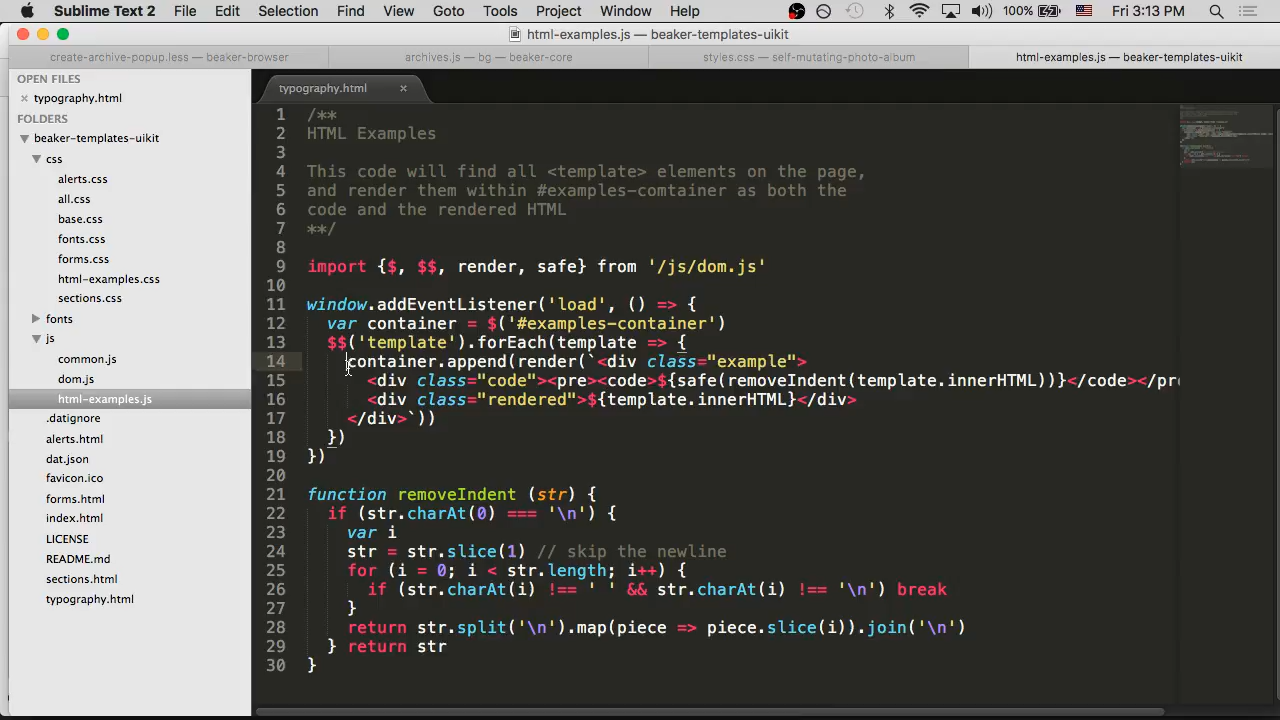 Sublime Text 2 File Edit Selection Find View Goto Tools Project Window Help 100% Fri 3:13 PM
html-examples.js — beaker-templates-uikit
create-archive-popup.less — beaker-browser archives.js — bg — beaker-core styles.css — self-mutating-photo-album html-examples.js — beaker-templates-uikit
OPEN FILES
typography.html
FOLDERS
beaker-templates-uikit
css
alerts.css
all.css
base.css
fonts.css
forms.css
html-examples.css
sections.css
fonts
js
common.js
dom.js
html-examples.js
.datignore
alerts.html
dat.json
favicon.ico
forms.html
index.html
LICENSE
README.md
sections.html
typography.html
typography.html
1 /**
2 HTML Examples
3
4 This code will find all <template> elements on the page,
5 and render them within #examples-comtainer as both the
6 code and the rendered HTML
7 **/
8
9 import {$, $$, render, safe} from '/js/dom.js'
10
11 window.addEventListener('load', () => {
12 var container = $('#examples-container')
13 $$('template').forEach(template => {
14 container.append(render(`<div class="example">
15 <div class="code"><pre><code>${safe(removeIndent(template.innerHTML))}</code></pr
16 <div class="rendered">${template.innerHTML}</div>
17 </div>`))
18 })
19 })
20
21 function removeIndent (str) {
22 if (str.charAt(0) === '\n') {
23 var i
24 str = str.slice(1) // skip the newline
25 for (i = 0; i < str.length; i++) {
26 if (str.charAt(i) !== ' ' && str.charAt(i) !== '\n') break
27 }
28 return str.split('\n').map(piece => piece.slice(i)).join('\n')
29 } return str
30 }